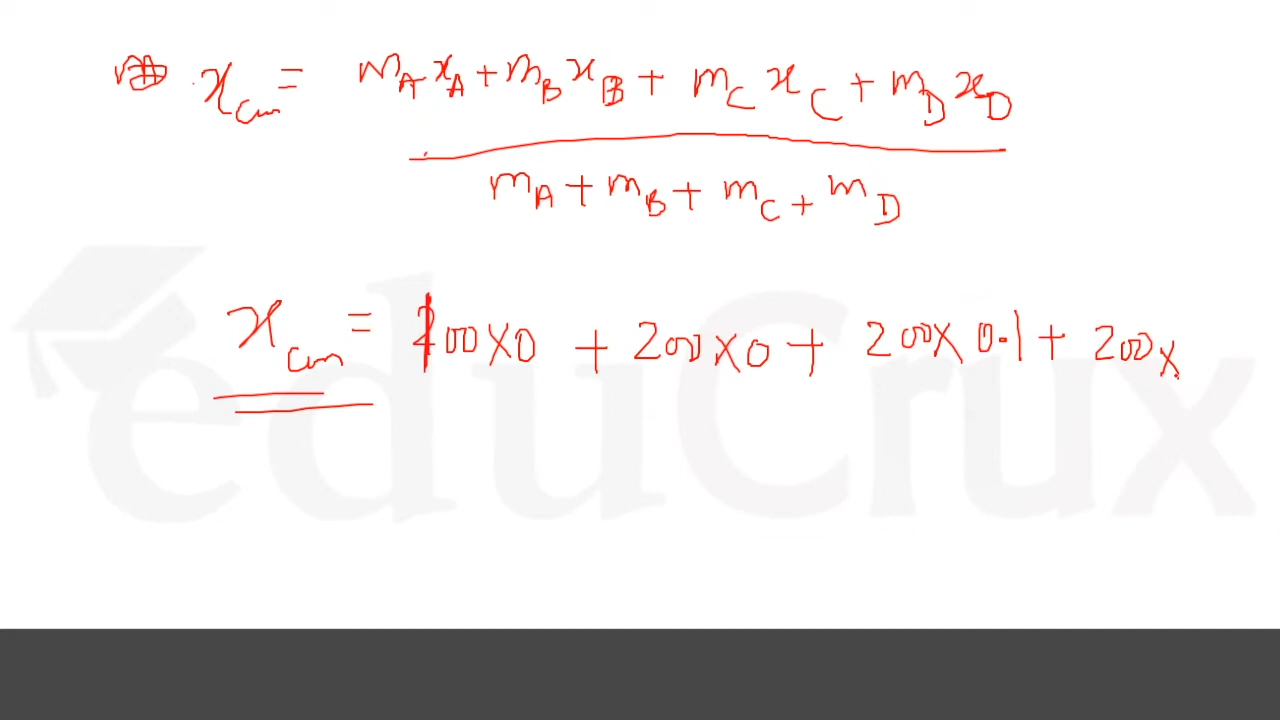 x_cm = m_A x_A + m_B x_B + m_C x_C + m_D x_D
m_A + m_B + m_C + m_D
x_cm = 100×0 + 200×0 + 200×0.1 + 200×
eduCrux